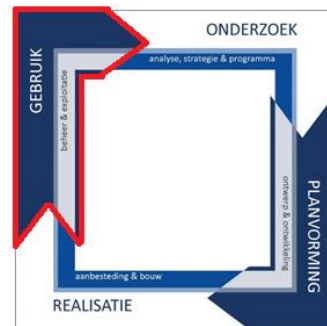 ONDERZOEK
analyse, strategie & programma
GEBRUIK
beheer & exploitatie
ontwerp & ontwikkeling
PLANVORMING
aanbesteding & bouw
REALISATIE